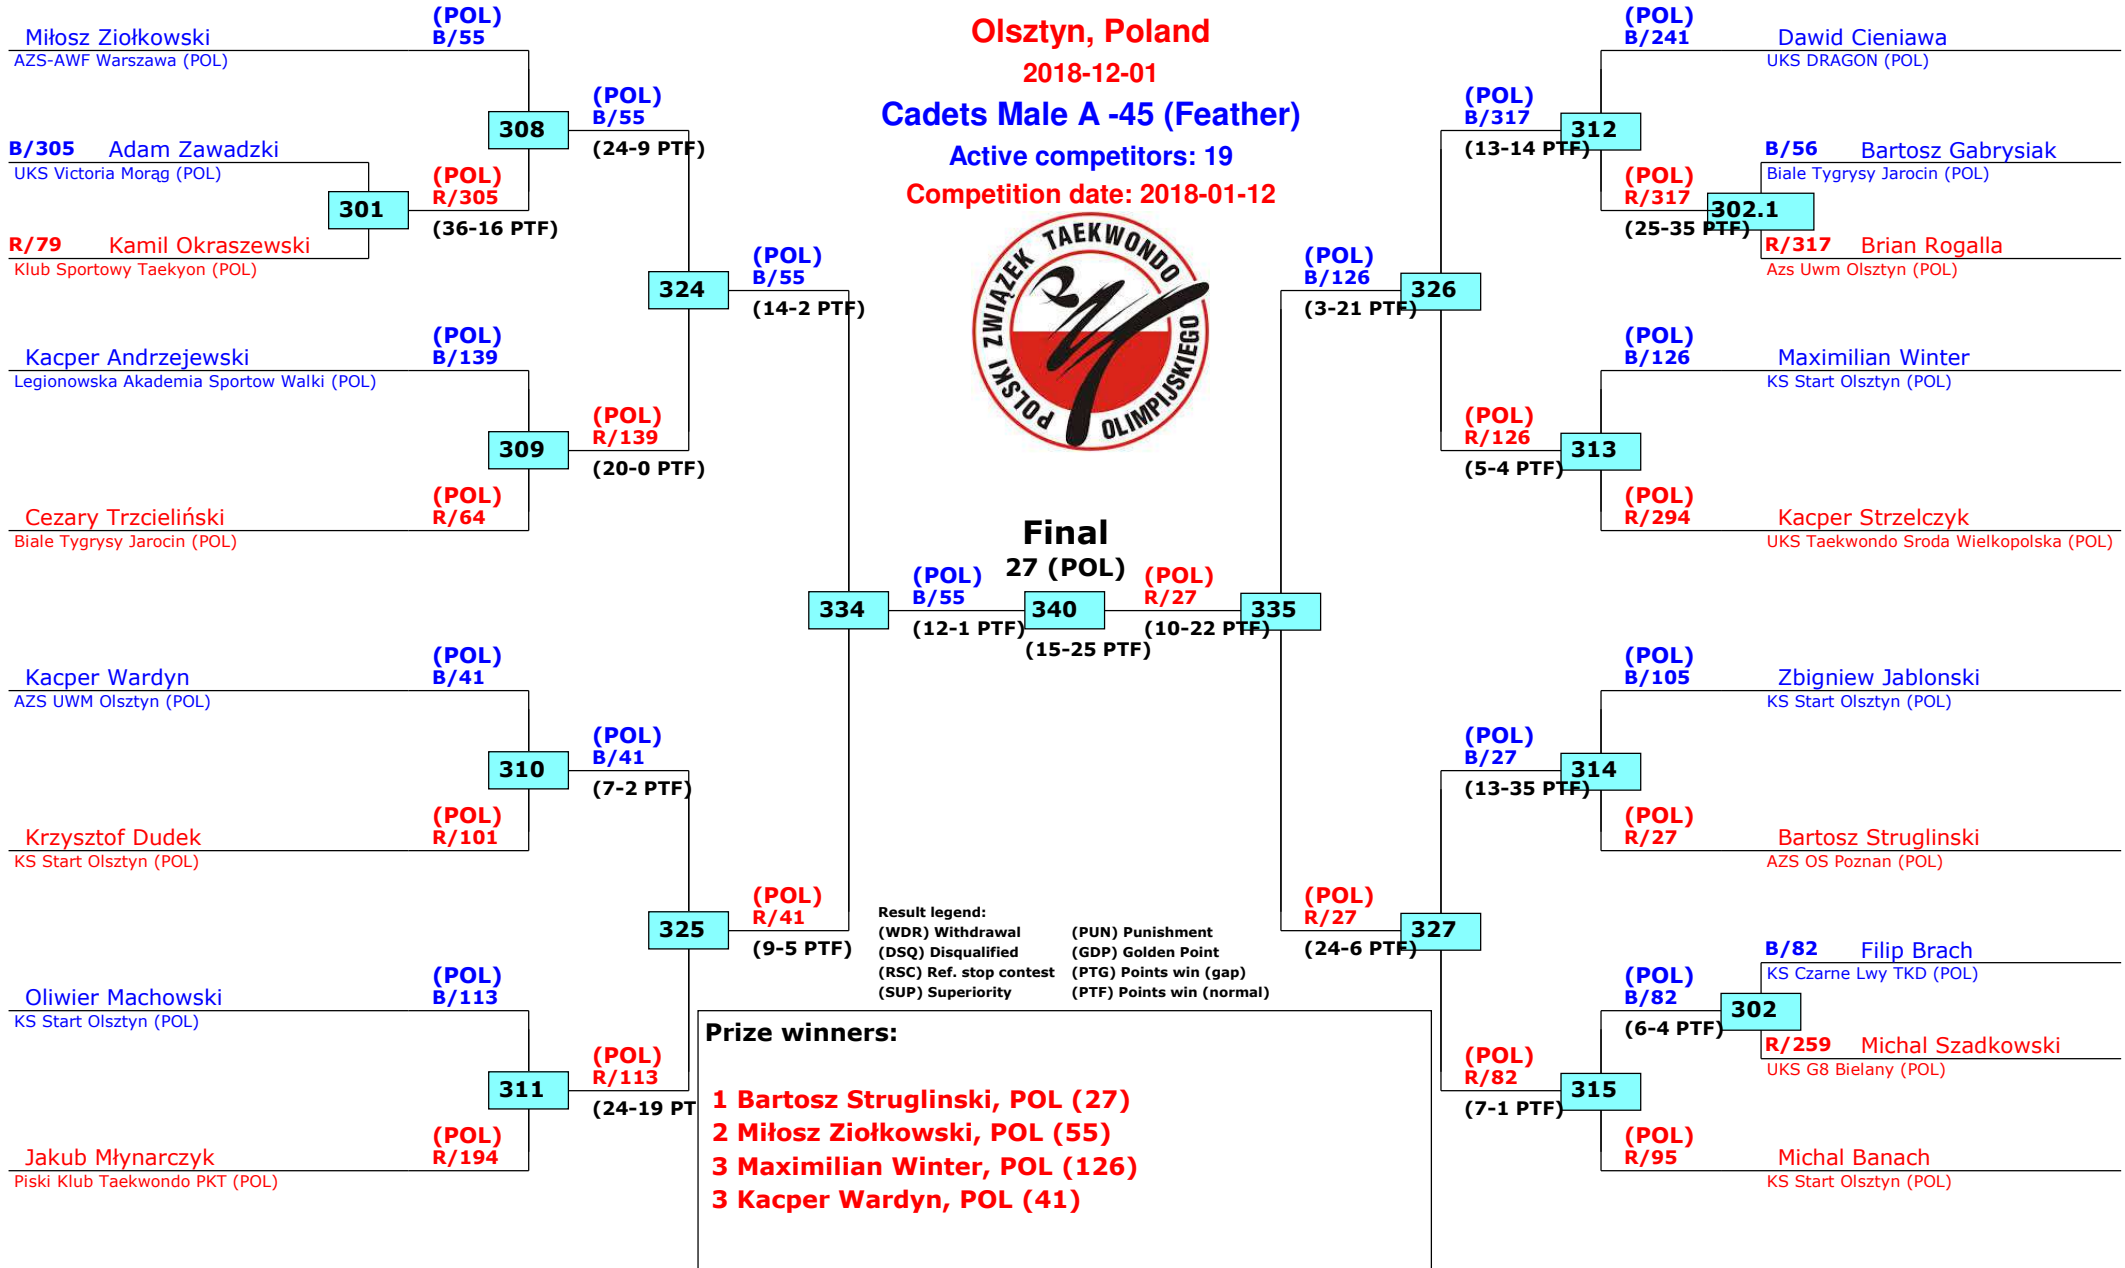 Olsztyn, Poland
2018-12-01
Cadets Male A -45 (Feather)
Active competitors: 19
Competition date: 2018-01-12
POLSKI ZWIĄZEK TAEKWONDO OLIMPIJSKIEGO
(POL)
Miłosz Ziołkowski B/55
AZS-AWF Warszawa (POL)
308
(POL)
B/55
(24-9 PTF)
B/305 Adam Zawadzki
UKS Victoria Morąg (POL)
301
(POL)
R/305
(36-16 PTF)
R/79 Kamil Okraszewski
Klub Sportowy Taekyon (POL)
324
(POL)
B/55
(14-2 PTF)
(POL)
Kacper Andrzejewski B/139
Legionowska Akademia Sportow Walki (POL)
309
(POL)
R/139
(20-0 PTF)
(POL)
Cezary Trzcieliński R/64
Biale Tygrysy Jarocin (POL)
334
(POL)
B/55
(12-1 PTF)
Final
27 (POL)
340
(15-25 PTF)
(POL)
R/27
(10-22 PTF)
335
(POL)
Kacper Wardyn B/41
AZS UWM Olsztyn (POL)
310
(POL)
B/41
(7-2 PTF)
(POL)
Krzysztof Dudek R/101
KS Start Olsztyn (POL)
325
(POL)
R/41
(9-5 PTF)
(POL)
Oliwier Machowski B/113
KS Start Olsztyn (POL)
311
(POL)
R/113
(24-19 PT
(POL)
Jakub Młynarczyk R/194
Piski Klub Taekwondo PKT (POL)
(POL)
B/241 Dawid Cieniawa
UKS DRAGON (POL)
312
(POL)
B/317
(13-14 PTF)
B/56 Bartosz Gabrysiak
Biale Tygrysy Jarocin (POL)
302.1
(POL)
R/317
(25-35 PTF)
R/317 Brian Rogalla
Azs Uwm Olsztyn (POL)
326
(POL)
B/126
(3-21 PTF)
(POL)
B/126 Maximilian Winter
KS Start Olsztyn (POL)
313
(POL)
R/126
(5-4 PTF)
(POL)
R/294 Kacper Strzelczyk
UKS Taekwondo Sroda Wielkopolska (POL)
(POL)
B/105 Zbigniew Jablonski
KS Start Olsztyn (POL)
314
(POL)
B/27
(13-35 PTF)
(POL)
R/27 Bartosz Struglinski
AZS OS Poznan (POL)
327
(POL)
R/27
(24-6 PTF)
B/82 Filip Brach
KS Czarne Lwy TKD (POL)
302
(POL)
B/82
(6-4 PTF)
R/259 Michal Szadkowski
UKS G8 Bielany (POL)
315
(POL)
R/82
(7-1 PTF)
(POL)
R/95 Michal Banach
KS Start Olsztyn (POL)
Result legend:
(WDR) Withdrawal (PUN) Punishment
(DSQ) Disqualified (GDP) Golden Point
(RSC) Ref. stop contest (PTG) Points win (gap)
(SUP) Superiority (PTF) Points win (normal)
Prize winners:
1 Bartosz Struglinski, POL (27)
2 Miłosz Ziołkowski, POL (55)
3 Maximilian Winter, POL (126)
3 Kacper Wardyn, POL (41)